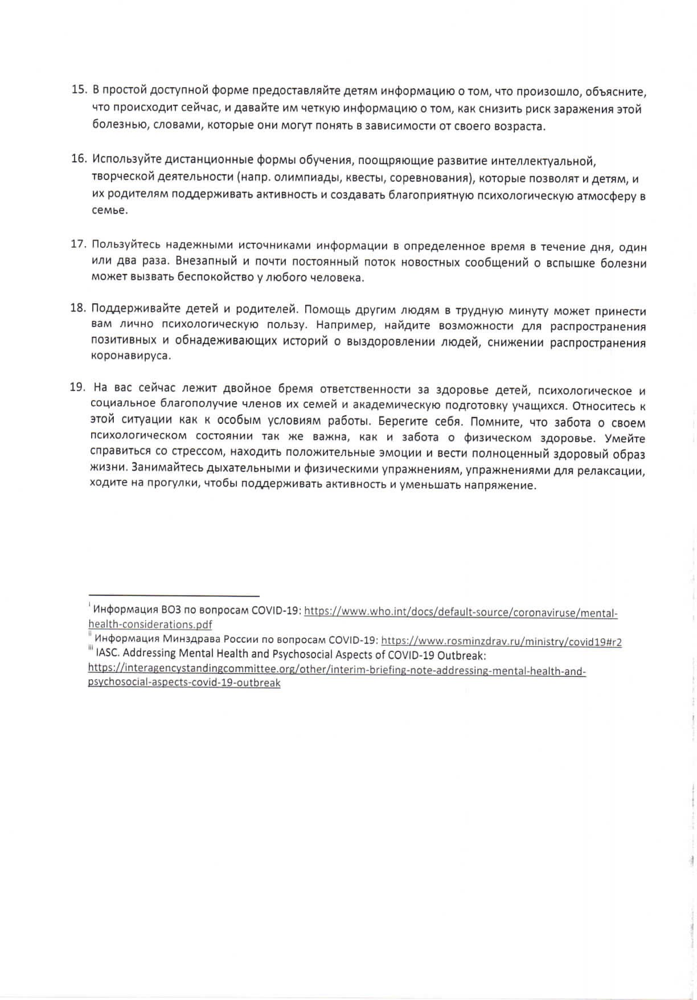 15. В простой доступной форме предоставляйте детям информацию о том, что произошло, объясните,
что происходит сейчас, и давайте им четкую информацию о том, как снизить риск заражения этой
болезнью, словами, которые они могут понять в зависимости от своего возраста.
16. Используйте дистанционные формы обучения, поощряющие развитие интеллектуальной,
творческой деятельности (напр. олимпиады, квесты, соревнования), которые позволят и детям, и
их родителям поддерживать активность и создавать благоприятную психологическую атмосферу в
семье.
17. Пользуйтесь надежными источниками информации в определенное время в течение дня, один
или два раза. Внезапный и почти постоянный поток новостных сообщений о вспышке болезни
может вызвать беспокойство у любого человека.
18. Поддерживайте детей и родителей. Помощь другим людям в трудную минуту может принести
вам лично психологическую пользу. Например, найдите возможности для распространения
позитивных и обнадеживающих историй о выздоровлении людей, снижении распространения
коронавируса.
19. На вас сейчас лежит двойное бремя ответственности за здоровье детей, психологическое и
социальное благополучие членов их семей и академическую подготовку учащихся. Относитесь к
этой ситуации как к особым условиям работы. Берегите себя. Помните, что забота о своем
психологическом состоянии так же важна, как и забота о физическом здоровье. Умейте
справиться со стрессом, находить положительные эмоции и вести полноценный здоровый образ
жизни. Занимайтесь дыхательными и физическими упражнениям, упражнениями для релаксации,
ходите на прогулки, чтобы поддерживать активность и уменьшать напряжение.
i Информация ВОЗ по вопросам COVID-19: https://www.who.int/docs/default-source/coronaviruse/mental-
health-considerations.pdf
ii Информация Минздрава России по вопросам COVID-19: https://www.rosminzdrav.ru/ministry/covid19#r2
iii IASC. Addressing Mental Health and Psychosocial Aspects of COVID-19 Outbreak:
https://interagencystandingcommittee.org/other/interim-briefing-note-addressing-mental-health-and-
psychosocial-aspects-covid-19-outbreak